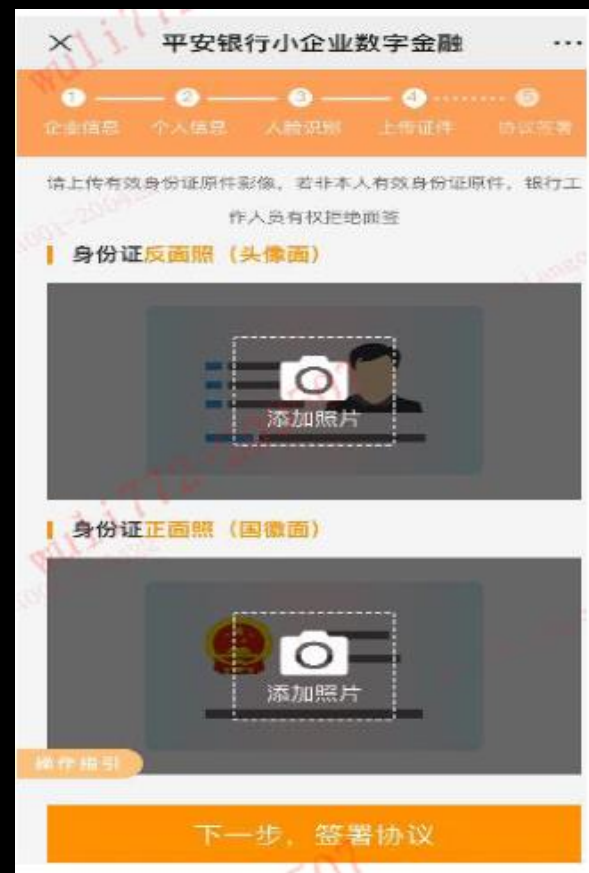 平安银行小企业数字金融
1 2 3 4 5
企业信息 个人信息 人脸识别 上传证件 协议签署
请上传有效身份证原件影像，若非本人有效身份证原件，银行工
作人员有权拒绝面签
身份证反面照（头像面）
添加照片
身份证正面照（国徽面）
添加照片
操作指引
下一步，签署协议